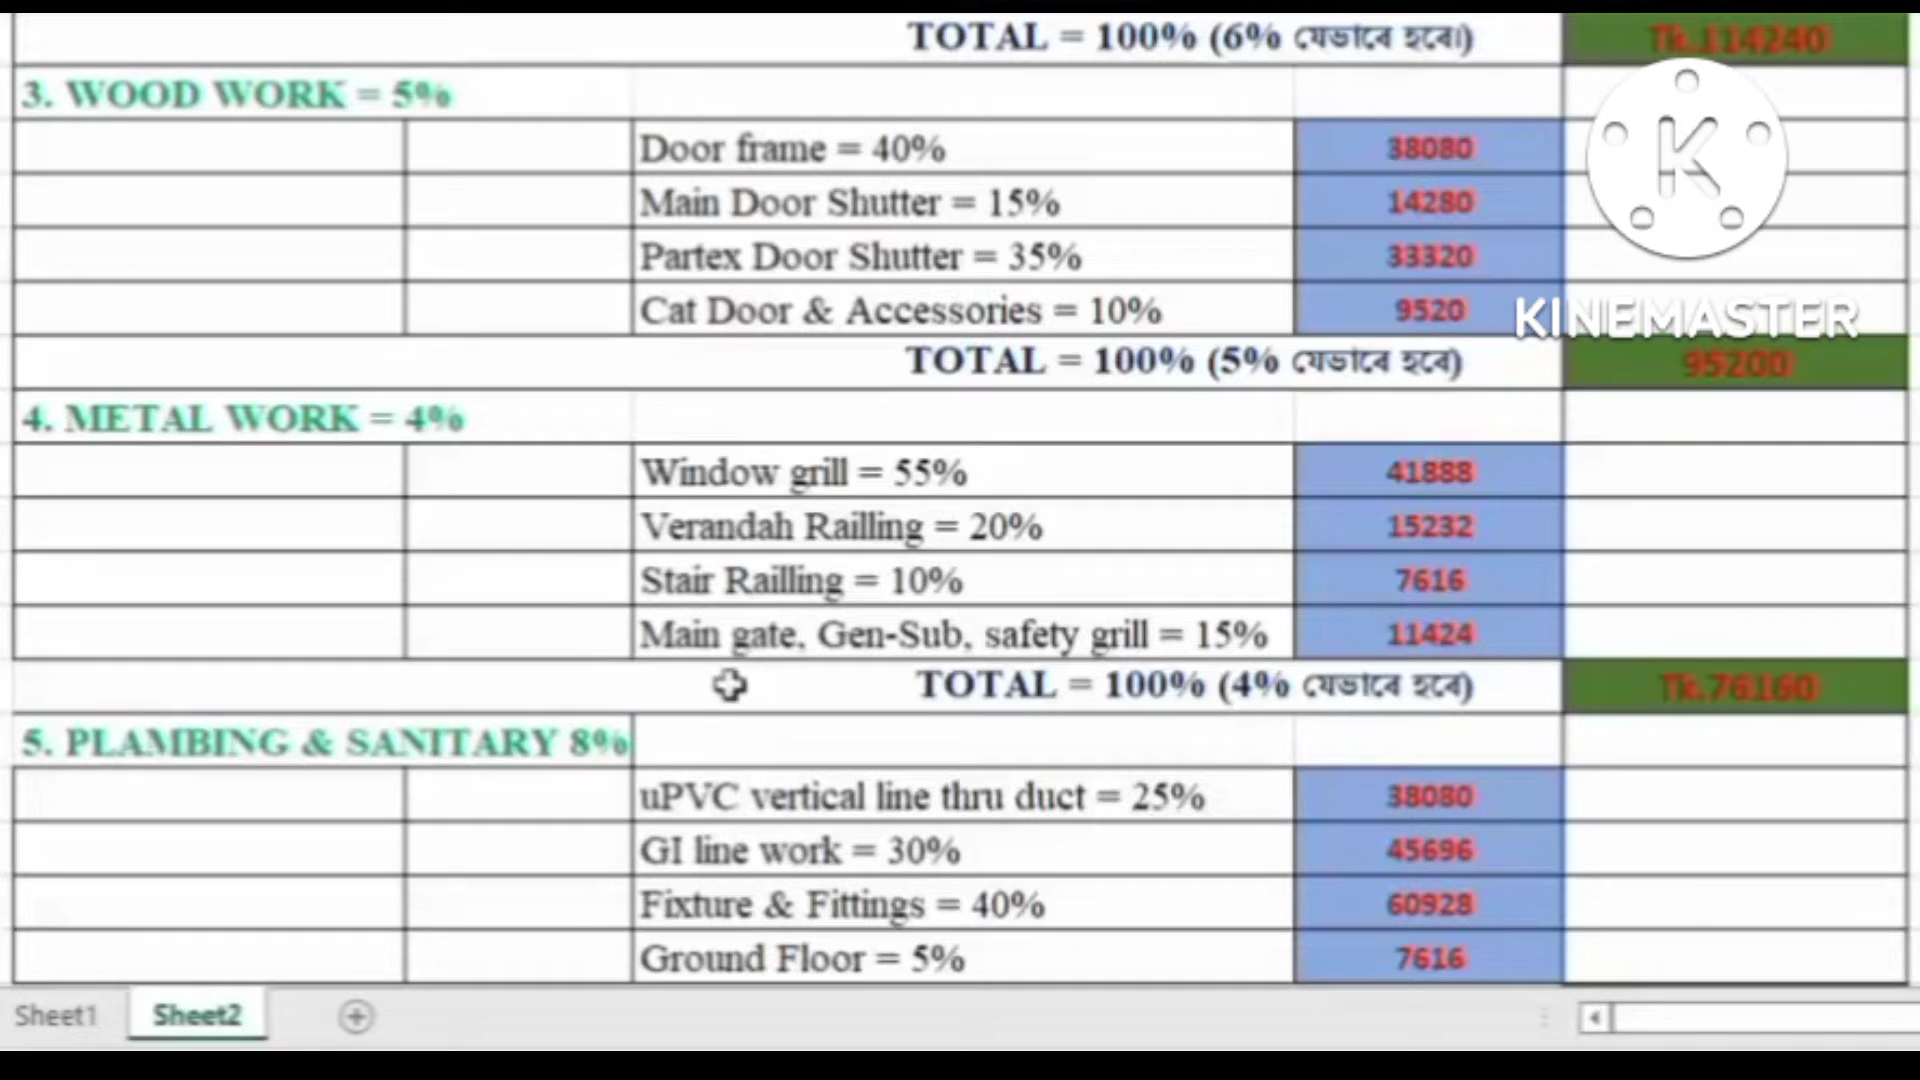 TOTAL = 100% (6% যেভাবে হবে।) Tk.114240
3. WOOD WORK = 5%
Door frame = 40% 38080
Main Door Shutter = 15% 14280
Partex Door Shutter = 35% 33320
Cat Door & Accessories = 10% 9520
KINEMASTER
TOTAL = 100% (5% যেভাবে হবে) 95200
4. METAL WORK = 4%
Window grill = 55% 41888
Verandah Railling = 20% 15232
Stair Railling = 10% 7616
Main gate, Gen-Sub, safety grill = 15% 11424
TOTAL = 100% (4% যেভাবে হবে) Tk.76160
5. PLAMBING & SANITARY 8%
uPVC vertical line thru duct = 25% 38080
GI line work = 30% 45696
Fixture & Fittings = 40% 60928
Ground Floor = 5% 7616
Sheet1 Sheet2